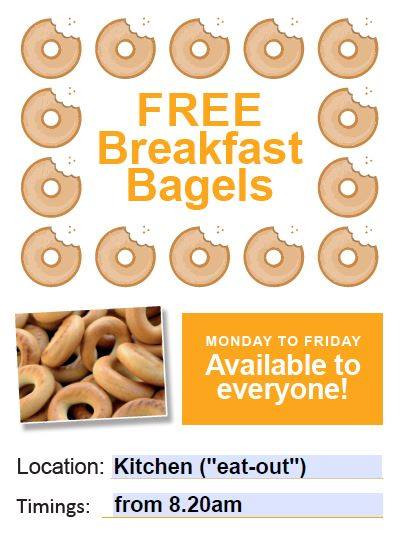 FREE
Breakfast
Bagels
MONDAY TO FRIDAY
Available to
everyone!
Location: Kitchen ("eat-out")
Timings: from 8.20am